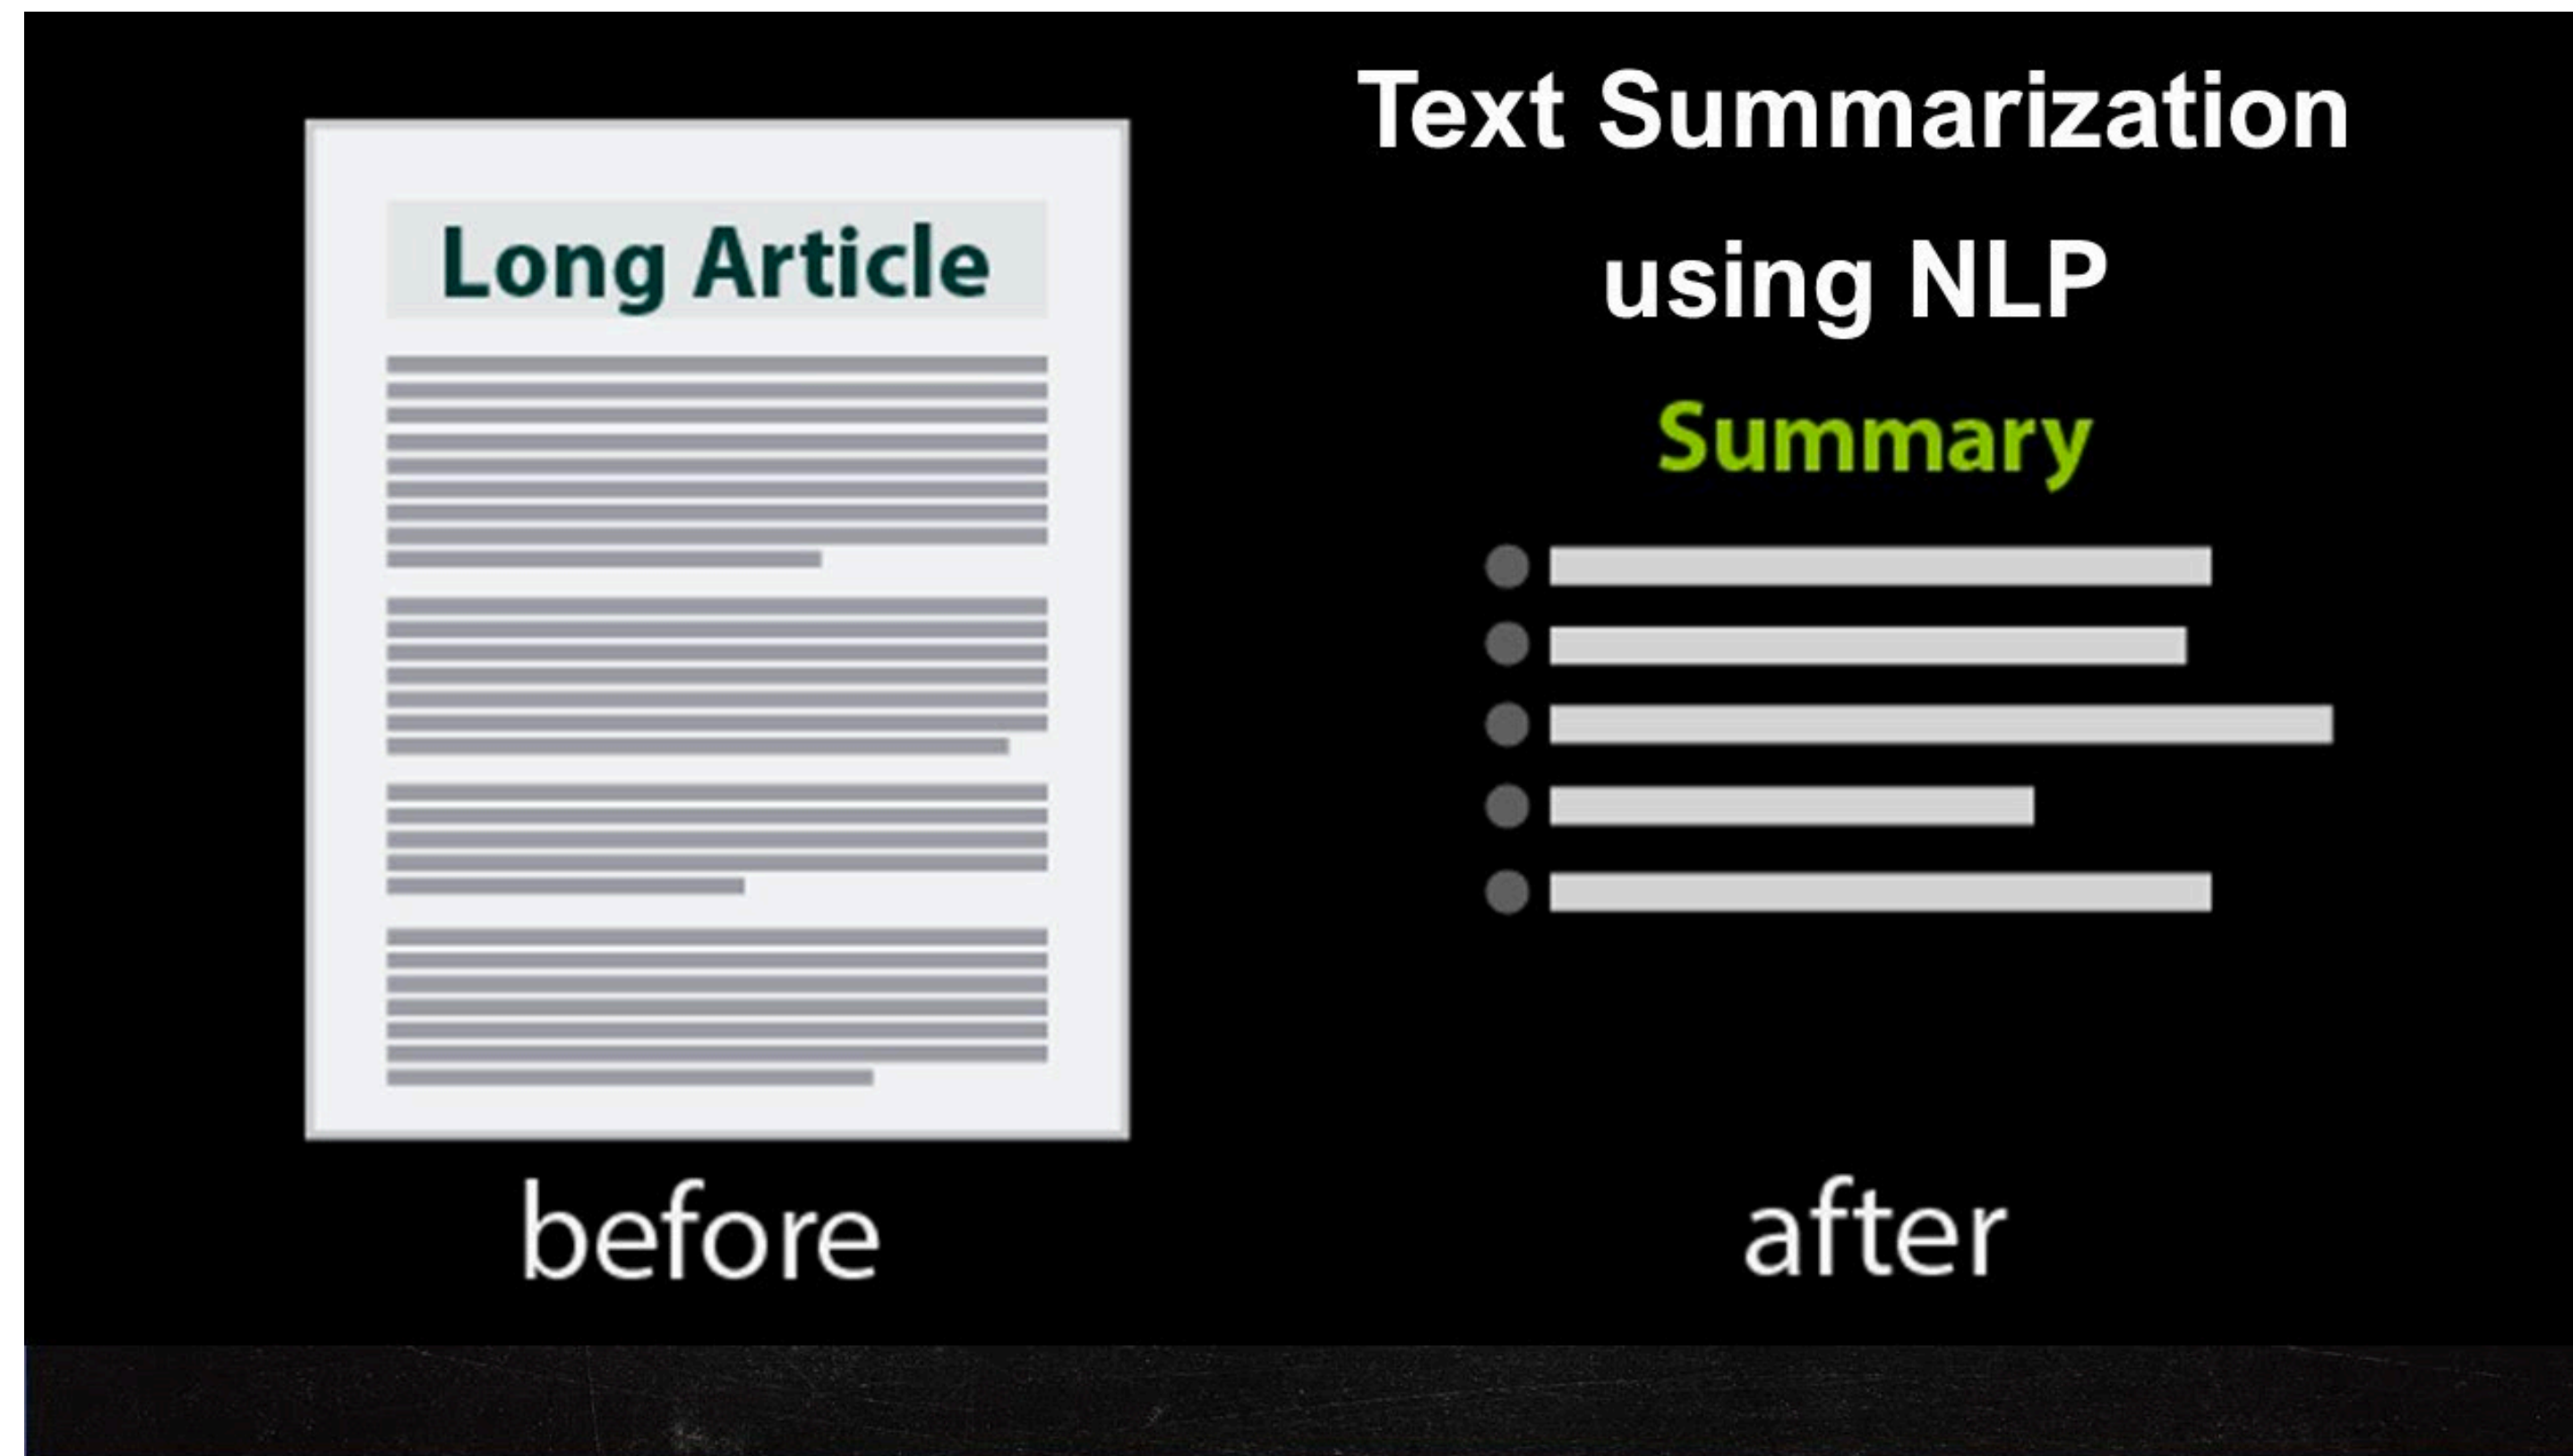 Text Summarization
using NLP
Long Article
Summary
before
after